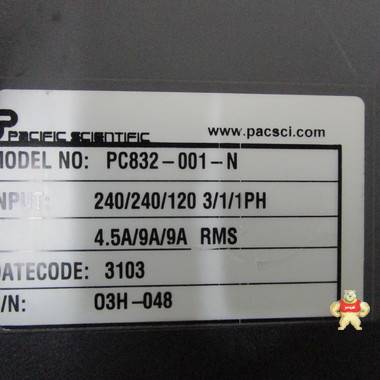 PACIFIC SCIENTIFIC www.pacsci.com
MODEL NO: PC832-001-N
INPUT: 240/240/120 3/1/1PH
4.5A/9A/9A RMS
DATECODE: 3103
S/N: 03H-048